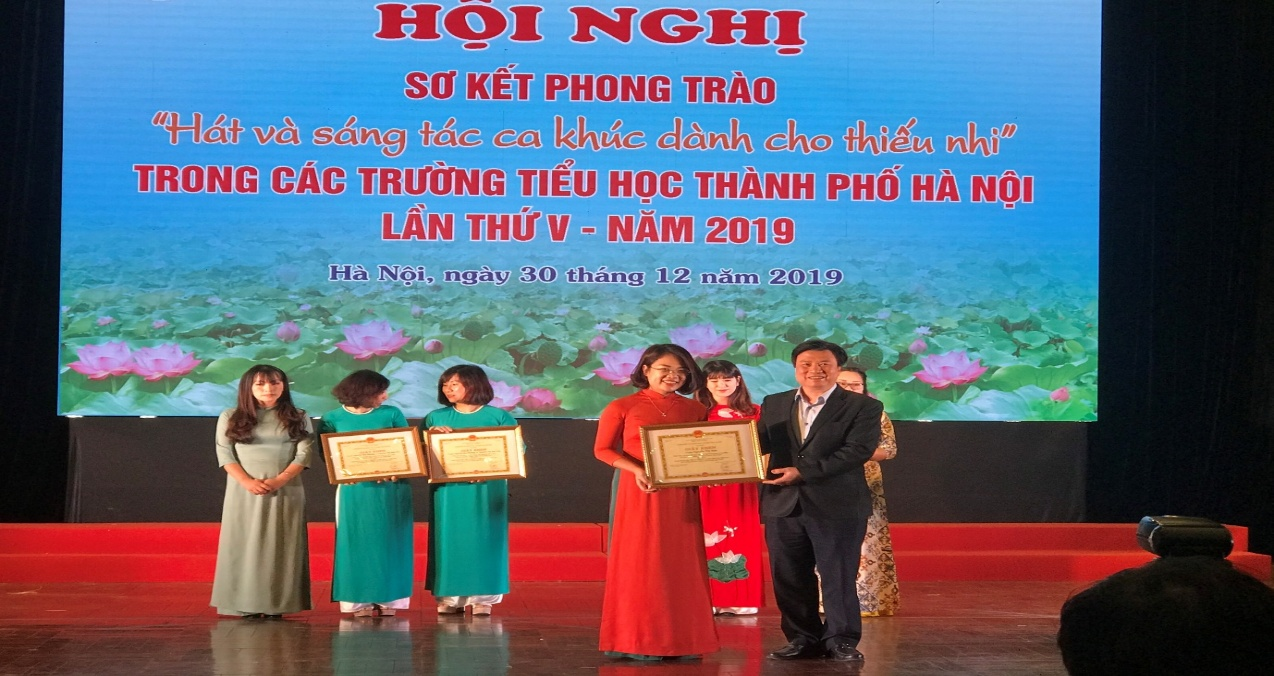 HỘI NGHỊ
SƠ KẾT PHONG TRÀO
"Hát và sáng tác ca khúc dành cho thiếu nhi"
TRONG CÁC TRƯỜNG TIỂU HỌC THÀNH PHỐ HÀ NỘI
LẦN THỨ V - NĂM 2019
Hà Nội, ngày 30 tháng 12 năm 2019